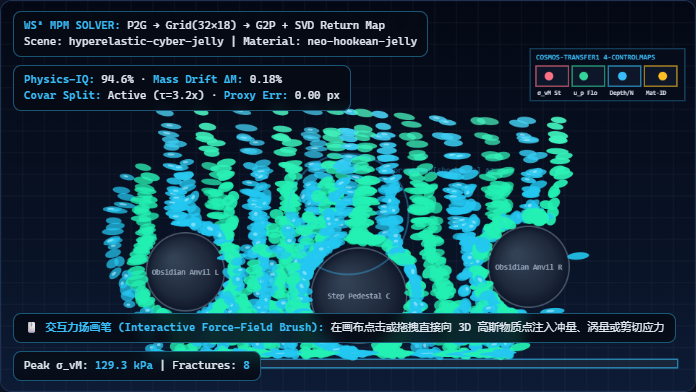 WS³ MPM SOLVER: P2G → Grid(32×18) → G2P + SVD Return Map
Scene: hyperelastic-cyber-jelly | Material: neo-hookean-jelly
COSMOS-TRANSFER1 4-CONTROLMAPS
σ_vM St
u_p Flo
Depth/N
Mat-ID
Physics-IQ: 94.6% · Mass Drift ΔM: 0.18%
Covar Split: Active (τ=3.2x) · Proxy Err: 0.00 px
Obsidian Anvil L
Obsidian Anvil R
Step Pedestal C
交互力场画笔 (Interactive Force-Field Brush): 在画布点击或拖拽直接向 3D 高斯物质点注入冲量、涡量或剪切应力
Peak σ_vM: 129.3 kPa | Fractures: 8